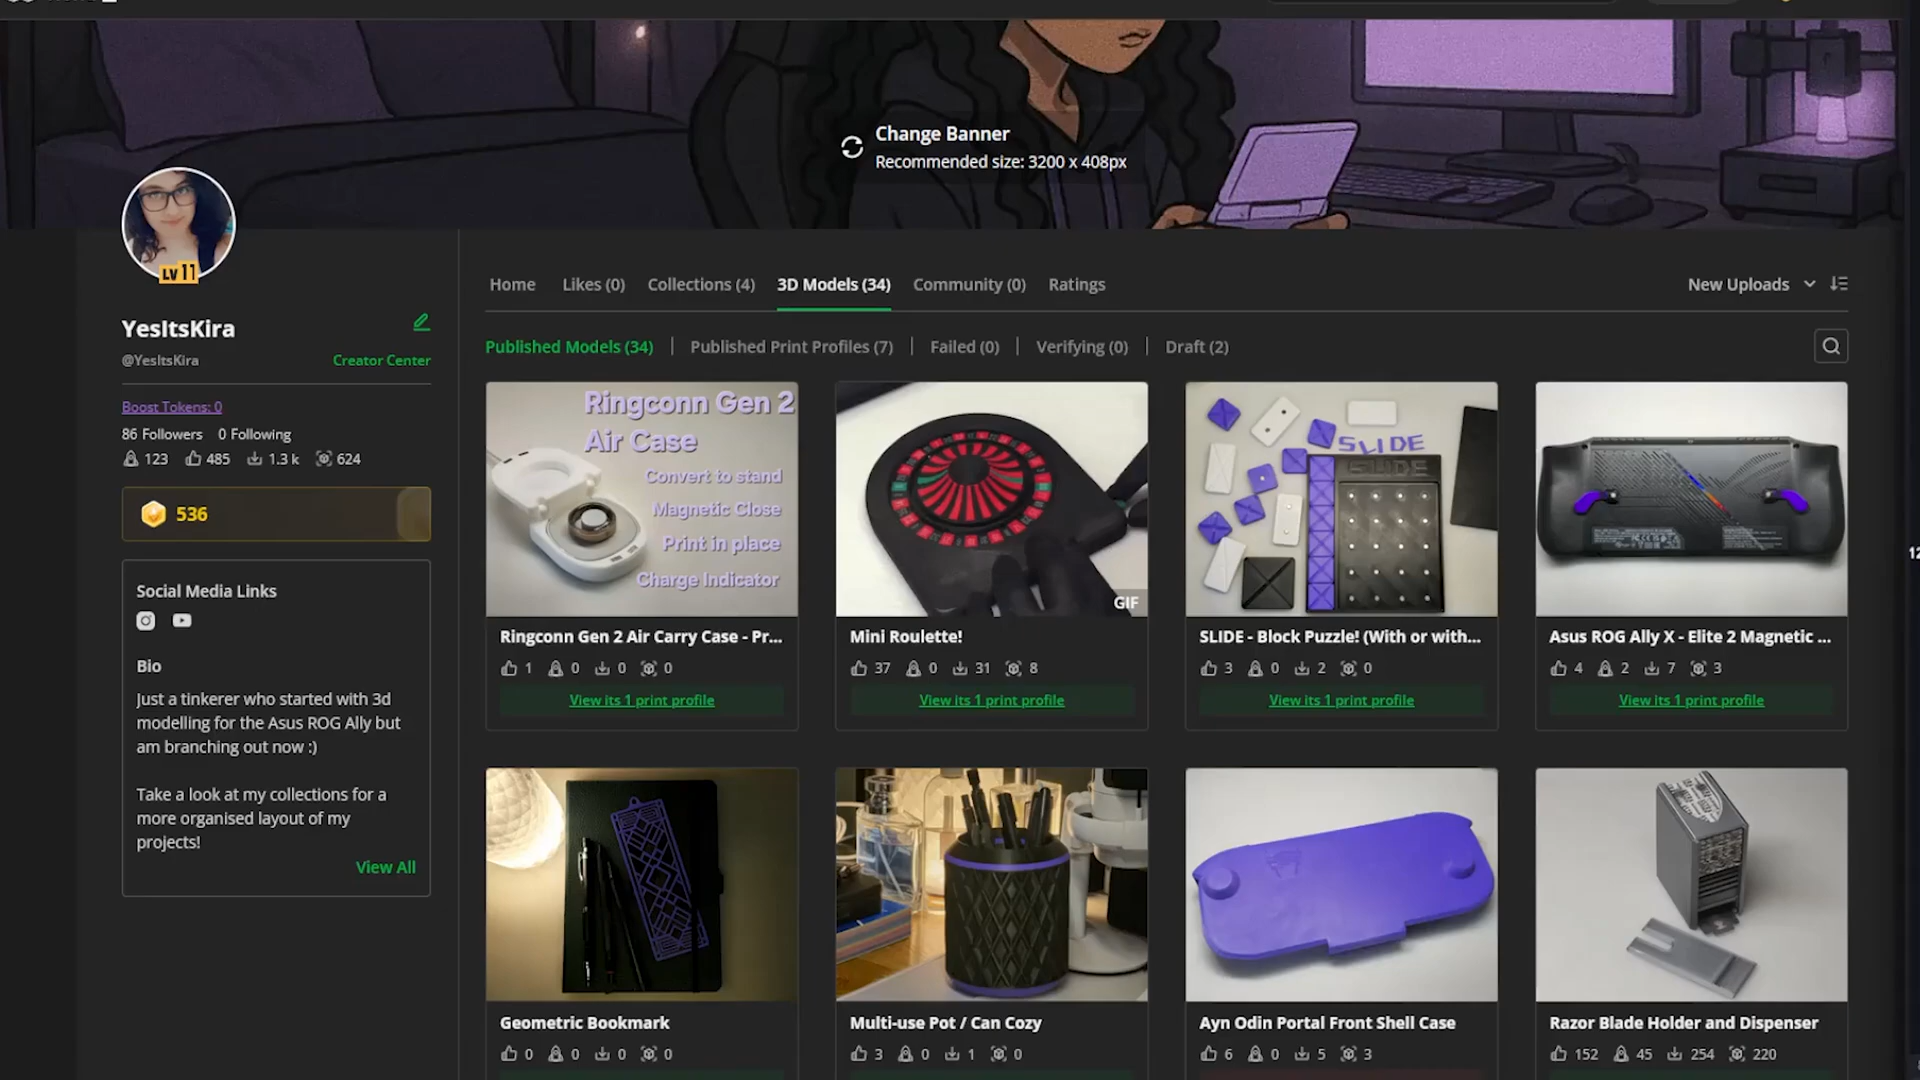 Change Banner
Recommended size: 3200 x 408px
LV 11
YesItsKira
@YesItsKira
Creator Center
Boost Tokens: 0
86 Followers 0 Following
123 485 1.3 k 624
536
Social Media Links
Bio
Just a tinkerer who started with 3d
modelling for the Asus ROG Ally but
am branching out now :)
Take a look at my collections for a
more organised layout of my
projects!
View All
Home Likes (0) Collections (4) 3D Models (34) Community (0) Ratings
New Uploads
Published Models (34) | Published Print Profiles (7) | Failed (0) | Verifying (0) | Draft (2)
Ringconn Gen 2
Air Case
Convert to stand
Magnetic Close
Print in place
Charge Indicator
Ringconn Gen 2 Air Carry Case - Pr...
1 0 0 0
View its 1 print profile
GIF
Mini Roulette!
37 0 31 8
View its 1 print profile
SLIDE
SLIDE
SLIDE - Block Puzzle! (With or with...
3 0 2 0
View its 1 print profile
Asus ROG Ally X - Elite 2 Magnetic ...
4 2 7 3
View its 1 print profile
Geometric Bookmark
0 0 0 0
Multi-use Pot / Can Cozy
3 0 1 0
Ayn Odin Portal Front Shell Case
6 0 5 3
Razor Blade Holder and Dispenser
152 45 254 220